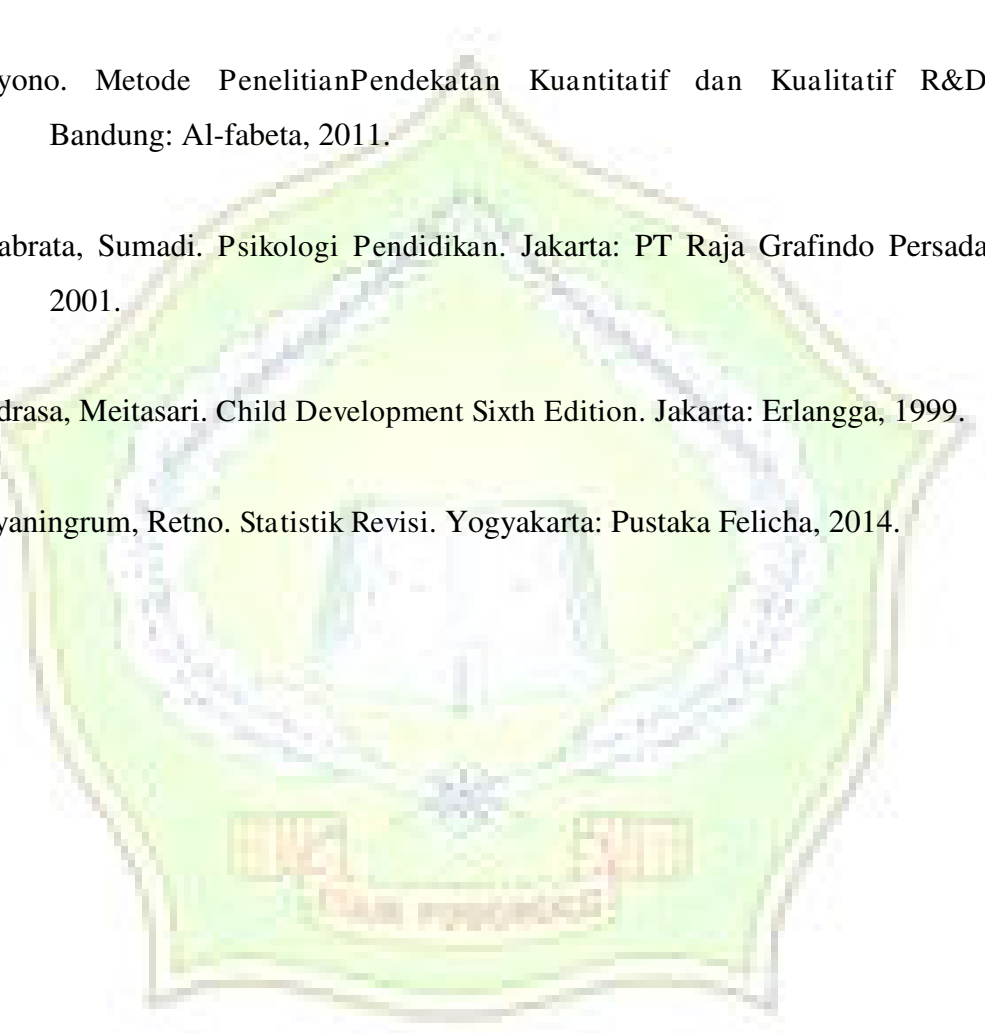 yono. Metode PenelitianPendekatan Kuantitatif dan Kualitatif R&D
Bandung: Al-fabeta, 2011.
abrata, Sumadi. Psikologi Pendidikan. Jakarta: PT Raja Grafindo Persada
2001.
drasa, Meitasari. Child Development Sixth Edition. Jakarta: Erlangga, 1999.
yaningrum, Retno. Statistik Revisi. Yogyakarta: Pustaka Felicha, 2014.
PONOROGO